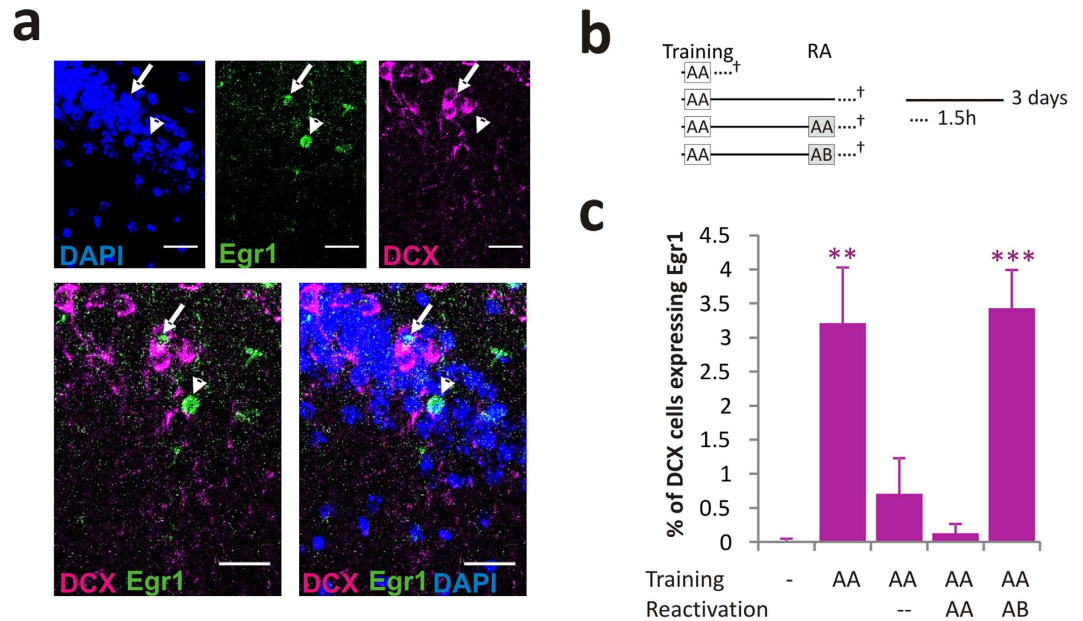 a
DAPI
Egr1
DCX
DCX Egr1
DCX Egr1 DAPI
b
Training RA
AA †
AA †
AA AA †
AA AB †
3 days
1.5h
c
% of DCX cells expressing Egr1
4.5
4
3.5
3
2.5
2
1.5
1
0.5
0
** ***
Training - AA AA AA AA
Reactivation -- AA AB